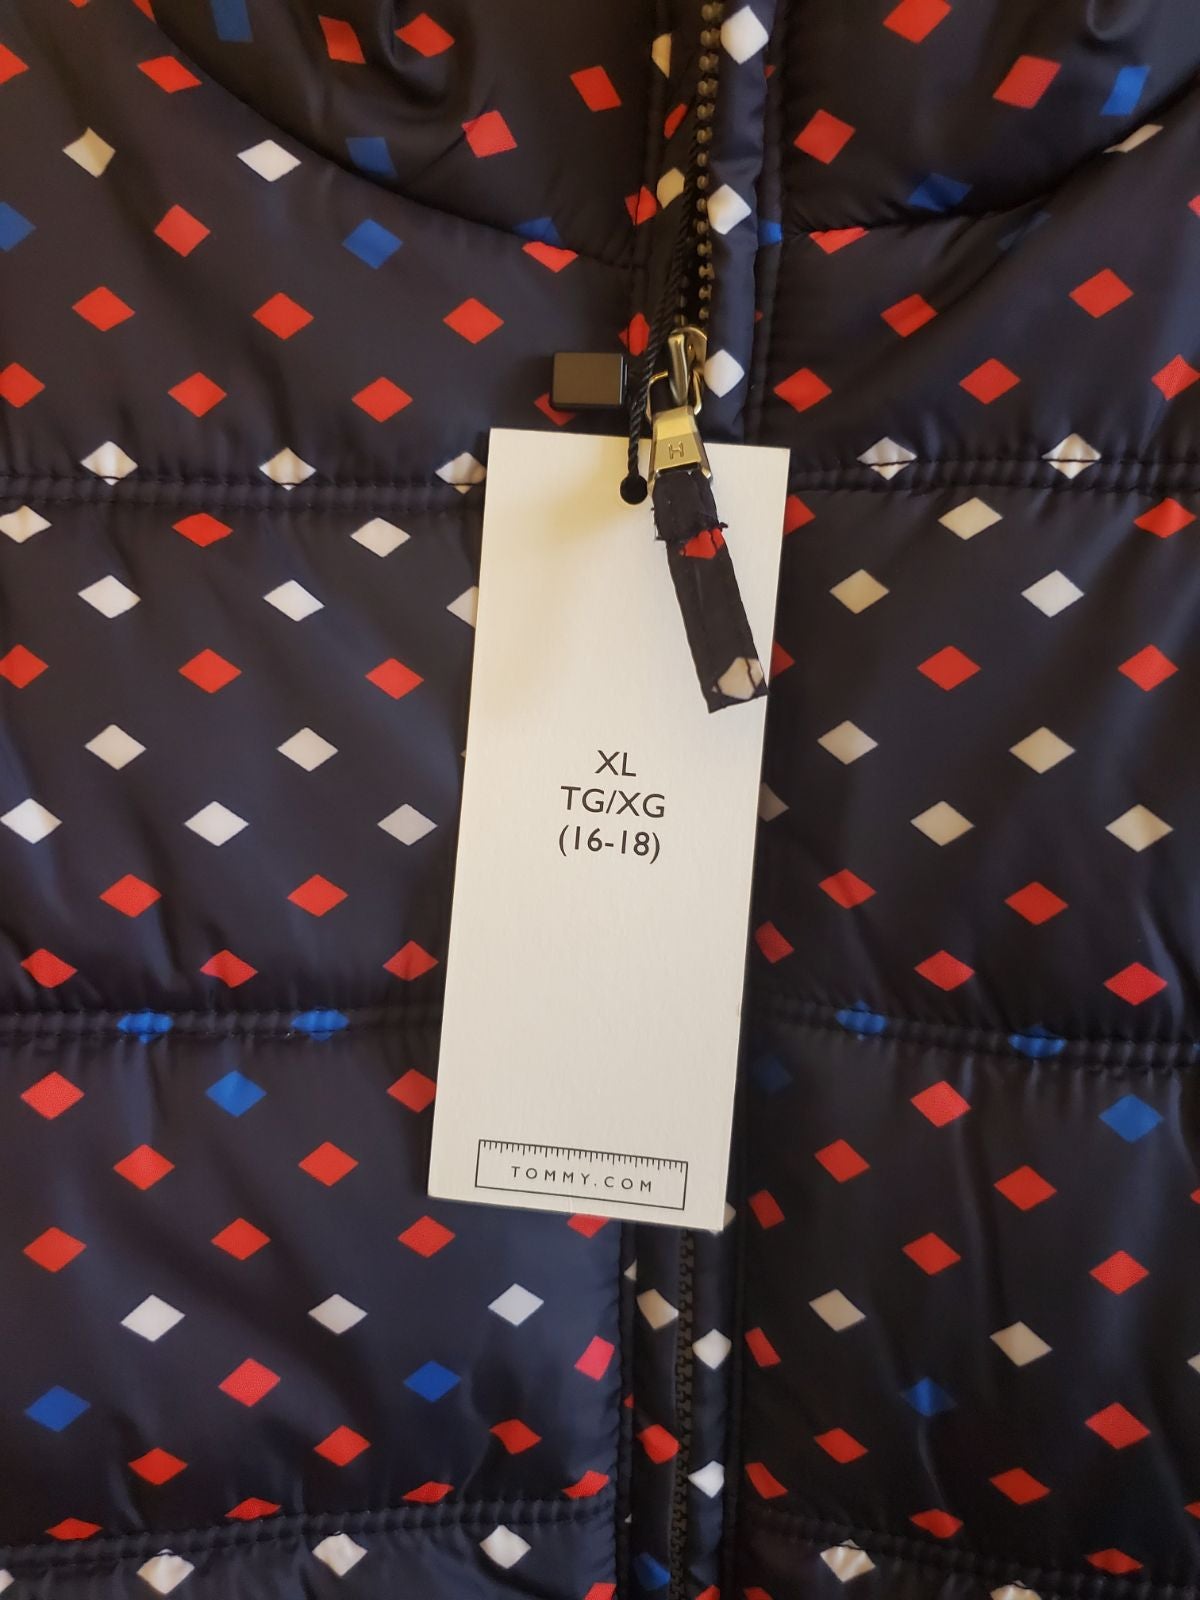 H
XL
TG/XG
(16-18)
TOMMY.COM